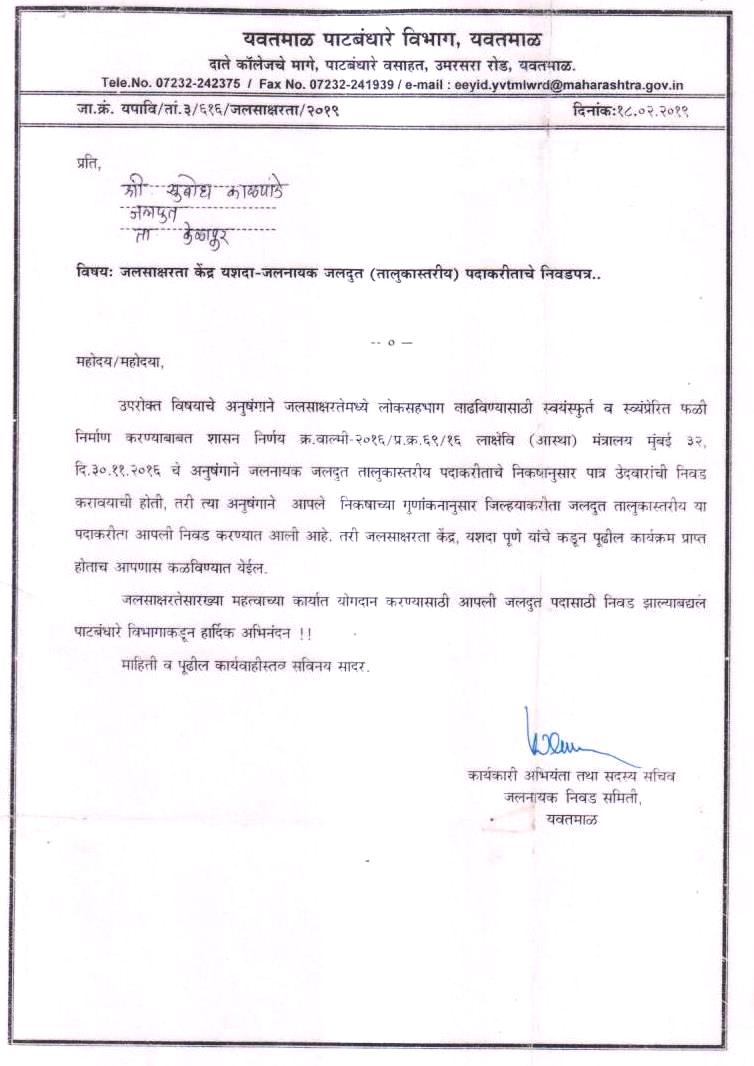 यवतमाळ पाटबंधारे विभाग, यवतमाळ
दाते कॉलेजचे मागे, पाटबंधारे वसाहत, उमरसरा रोड, यवतमाळ.
Tele.No. 07232-242375 / Fax No. 07232-241939 / e-mail : eeyid.yvtmlwrd@maharashtra.gov.in
जा.क्रं. यपावि/तां.३/६१६/जलसाक्षरता/२०१९ दिनांक:१८.०२.२०१९
प्रति,
श्री सुबोध काळपांडे
जलदुत
ता केळापूर
विषयः जलसाक्षरता केंद्र यशदा-जलनायक जलदुत (तालुकास्तरीय) पदाकरीताचे निवडपत्र..
-- ० —
महोदय/महोदया,
उपरोक्त विषयाचे अनुषंगाने जलसाक्षरतेमध्ये लोकसहभाग वाढविण्यासाठी स्वयंस्फुर्त व स्व्यंप्रेरित फळी
निर्माण करण्याबाबत शासन निर्णय क्र.वाल्मी-२०१६/प्र.क्र.६९/१६ लाक्षेवि (आस्था) मंत्रालय मुंबई ३२,
दि.३०.११.२०१६ चे अनुषंगाने जलनायक जलदुत तालुकास्तरीय पदाकरीताचे निकषानुसार पात्र उेदवारांची निवड
करावयाची होती, तरी त्या अनुषंगाने आपले निकषाच्या गुणांकनानुसार जिल्हयाकरीता जलदुत तालुकास्तरीय या
पदाकरीता आपली निवड करण्यात आली आहे. तरी जलसाक्षरता केंद्र, यशदा पूणे यांचे कडून पूढील कार्यक्रम प्राप्त
होताच आपणास कळविण्यात येईल.
जलसाक्षरतेसारख्या महत्वाच्या कार्यात योगदान करण्यासाठी आपली जलदुत पदासाठी निवड झाल्याबद्यल
पाटबंधारे विभागाकडून हार्दिक अभिनंदन !!
माहिती व पूढील कार्यवाहीस्तव सविनय सादर.
कार्यकारी अभियंता तथा सदस्य सचिव
जलनायक निवड समिती,
यवतमाळ